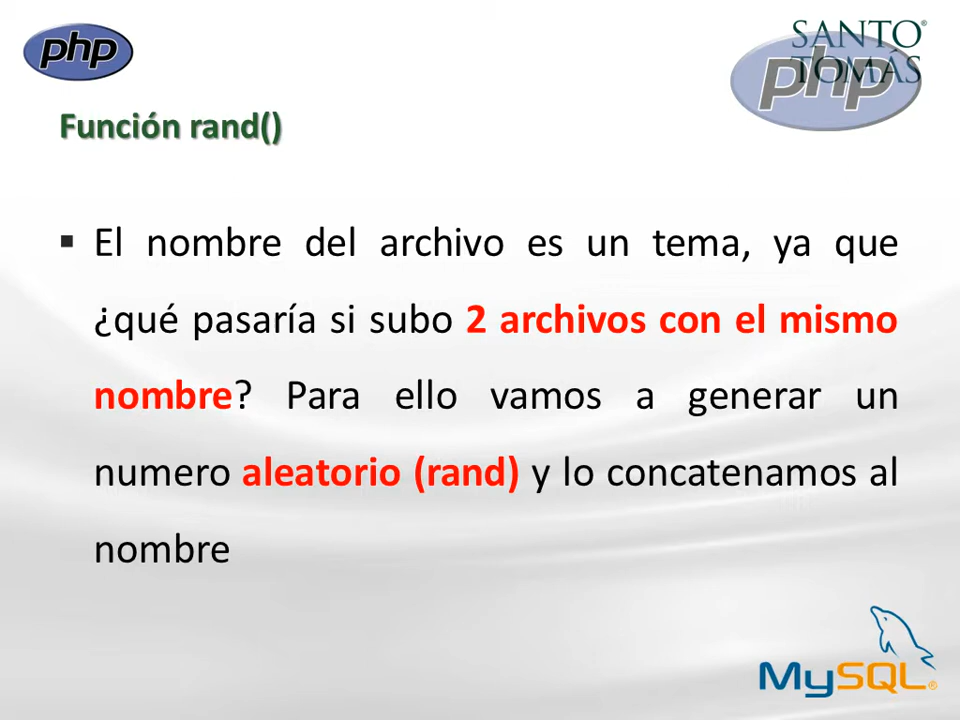 php
SANTO
TOMÁS
php
Función rand()
▪ El nombre del archivo es un tema, ya que
¿qué pasaría si subo 2 archivos con el mismo
nombre? Para ello vamos a generar un
numero aleatorio (rand) y lo concatenamos al
nombre
MySQL®